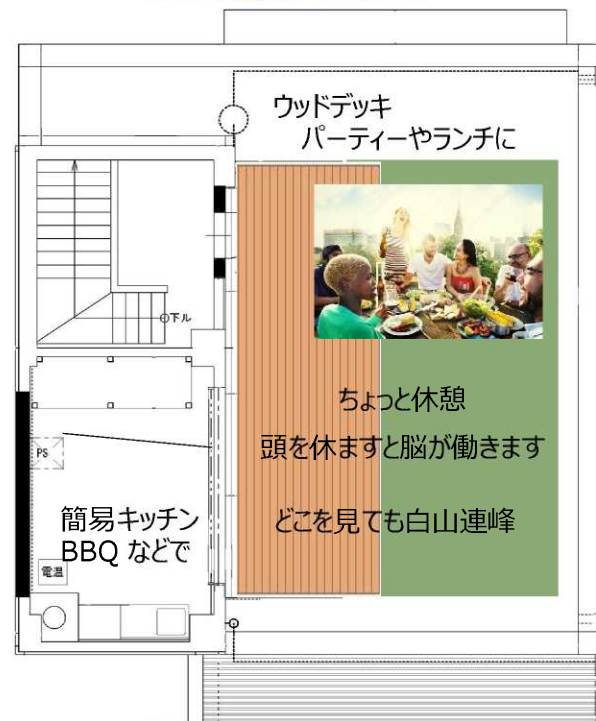 ウッドデッキ
パーティーやランチに
下ル
ちょっと休憩
頭を休ますと脳が働きます
PS
簡易キッチン
BBQ などで
どこを見ても白山連峰
電温